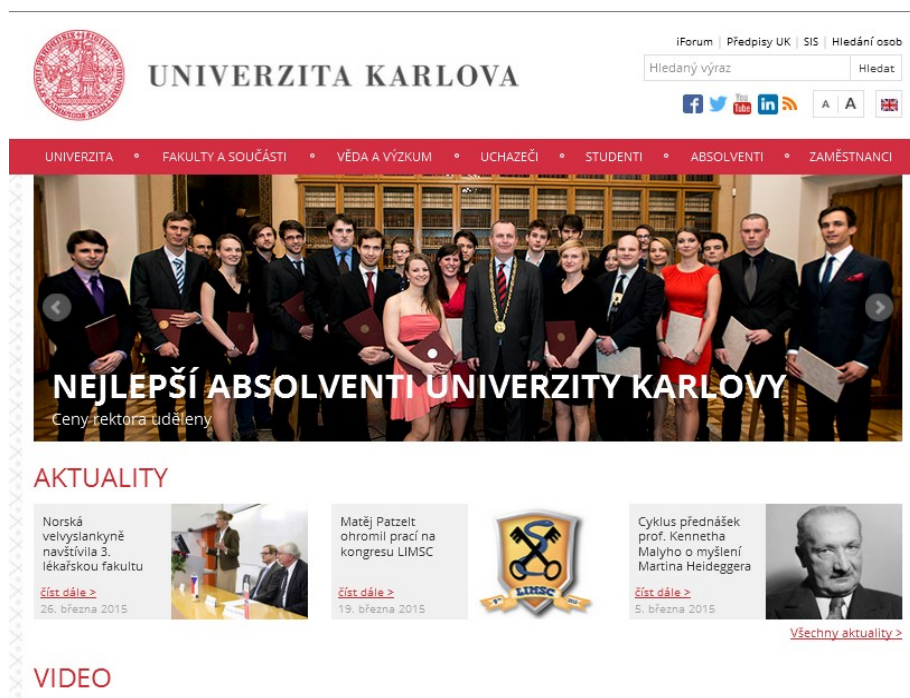 iForum | Předpisy UK | SIS | Hledání osob
UNIVERZITA KARLOVA
Hledaný výraz
Hledat
You
Tube
A A
UNIVERZITA • FAKULTY A SOUČÁSTI • VĚDA A VÝZKUM • UCHAZEČI • STUDENTI • ABSOLVENTI • ZAMĚSTNANCI
NEJLEPŠÍ ABSOLVENTI UNIVERZITY KARLOVY
Ceny rektora uděleny
AKTUALITY
Norská
velvyslankyně
navštívila 3.
lékařskou fakultu
číst dále >
26. března 2015
Matěj Patzelt
ohromil prací na
kongresu LIMSC
číst dále >
19. března 2015
LIMSC
Cyklus přednášek
prof. Kennetha
Malyho o myšlení
Martina Heideggera
číst dále >
5. března 2015
Všechny aktuality >
VIDEO